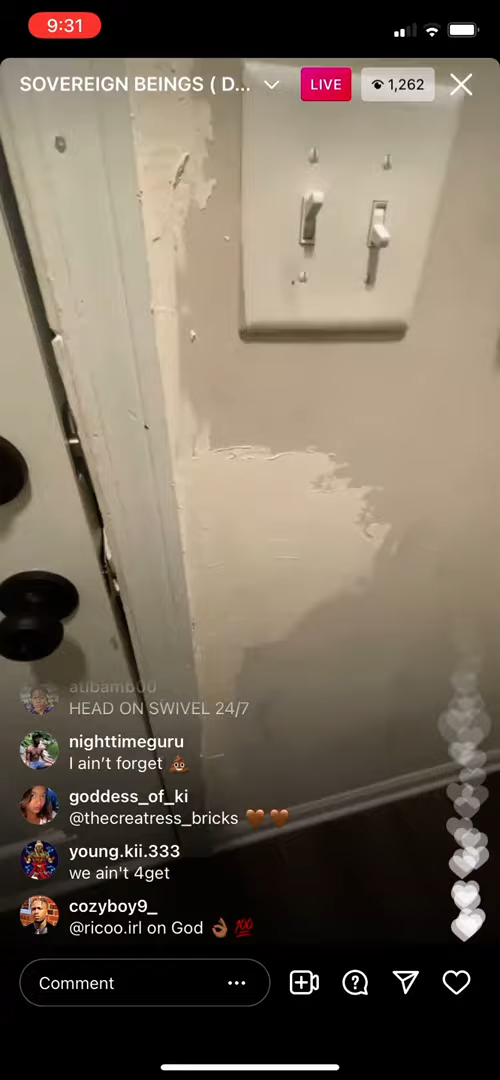 9:31
SOVEREIGN BEINGS ( D...
LIVE
1,262
atibamb00
HEAD ON SWIVEL 24/7
nighttimeguru
I ain't forget 💩
goddess_of_ki
@thecreatress_bricks 🧡🧡
young.kii.333
we ain't 4get
cozyboy9_
@ricoo.irl on God 👌🏾 💯
Comment